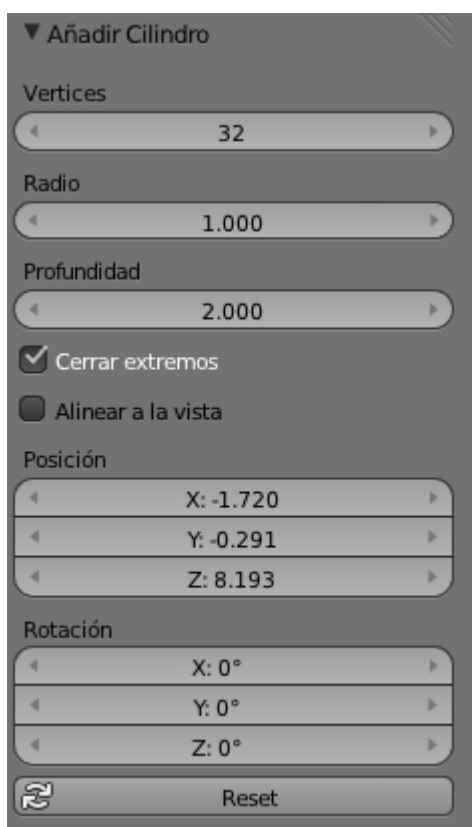 Añadir Cilindro
Vertices
32
Radio
1.000
Profundidad
2.000
Cerrar extremos
Alinear a la vista
Posición
X: -1.720
Y: -0.291
Z: 8.193
Rotación
X: 0°
Y: 0°
Z: 0°
Reset